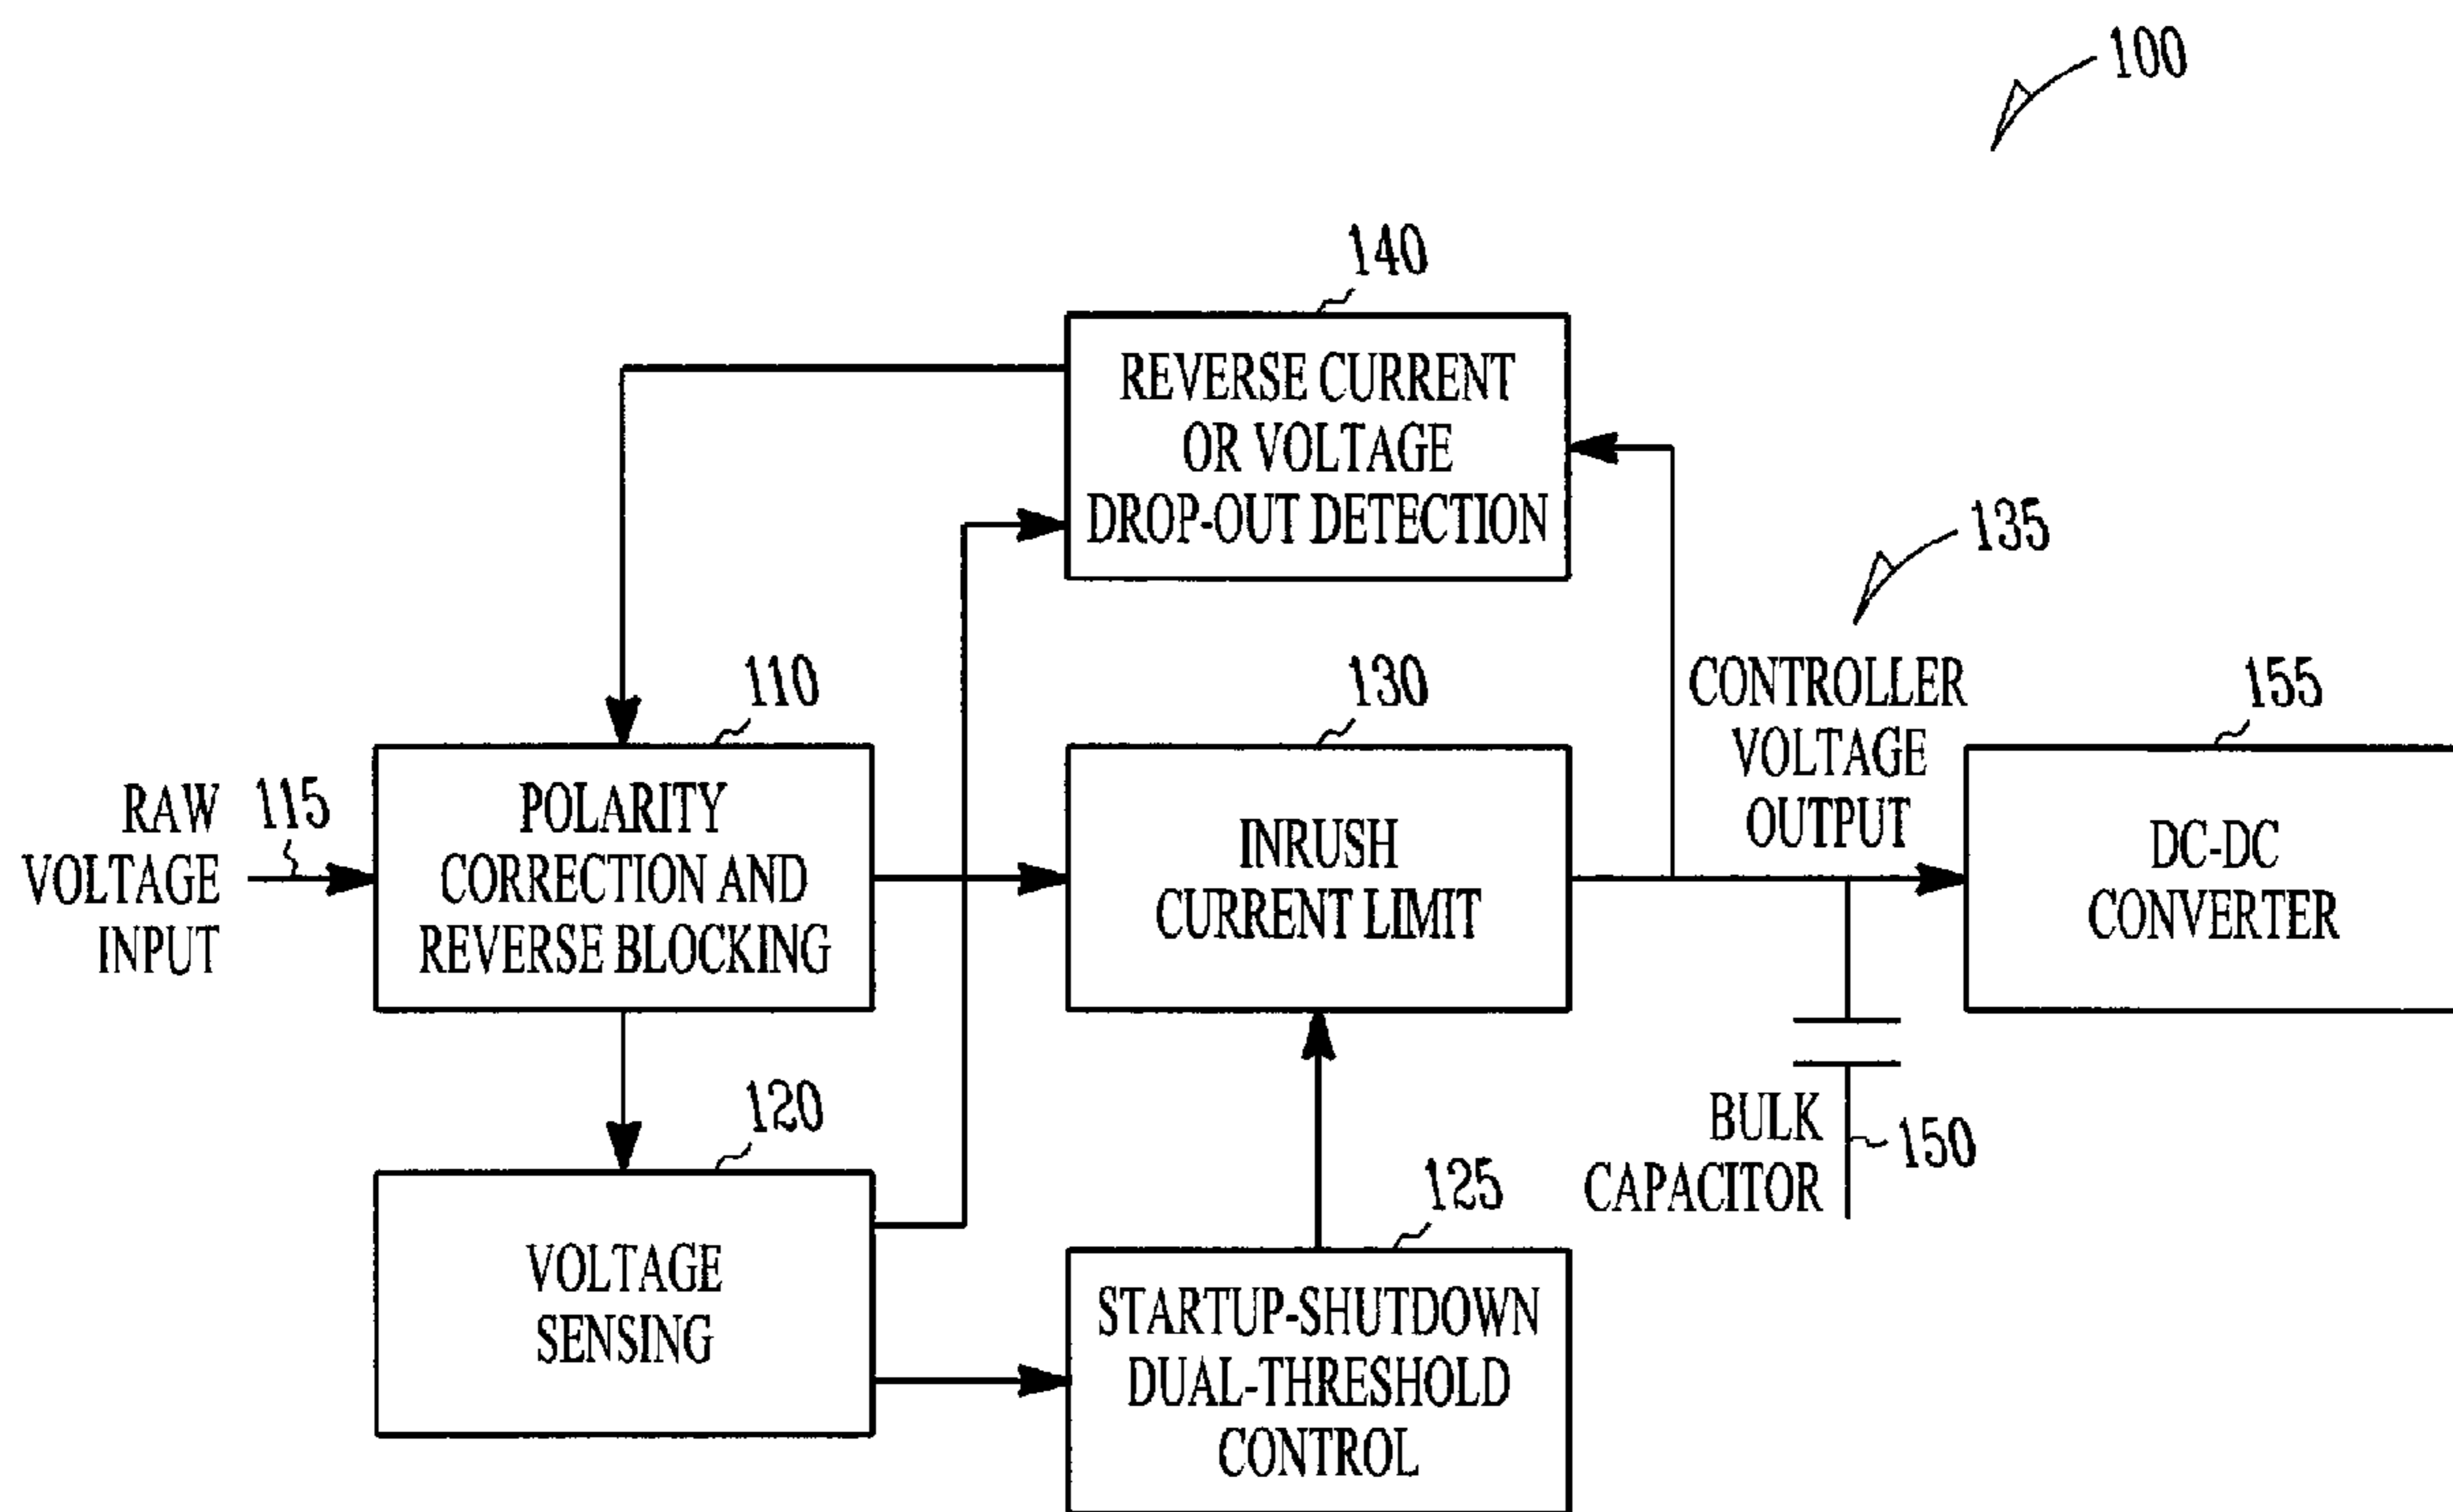 100
140
REVERSE CURRENT
OR VOLTAGE
DROP-OUT DETECTION
135
110
130
CONTROLLER
VOLTAGE
OUTPUT
155
RAW
VOLTAGE
INPUT
115
POLARITY
CORRECTION AND
REVERSE BLOCKING
INRUSH
CURRENT LIMIT
DC-DC
CONVERTER
120
BULK
CAPACITOR
150
125
VOLTAGE
SENSING
STARTUP-SHUTDOWN
DUAL-THRESHOLD
CONTROL